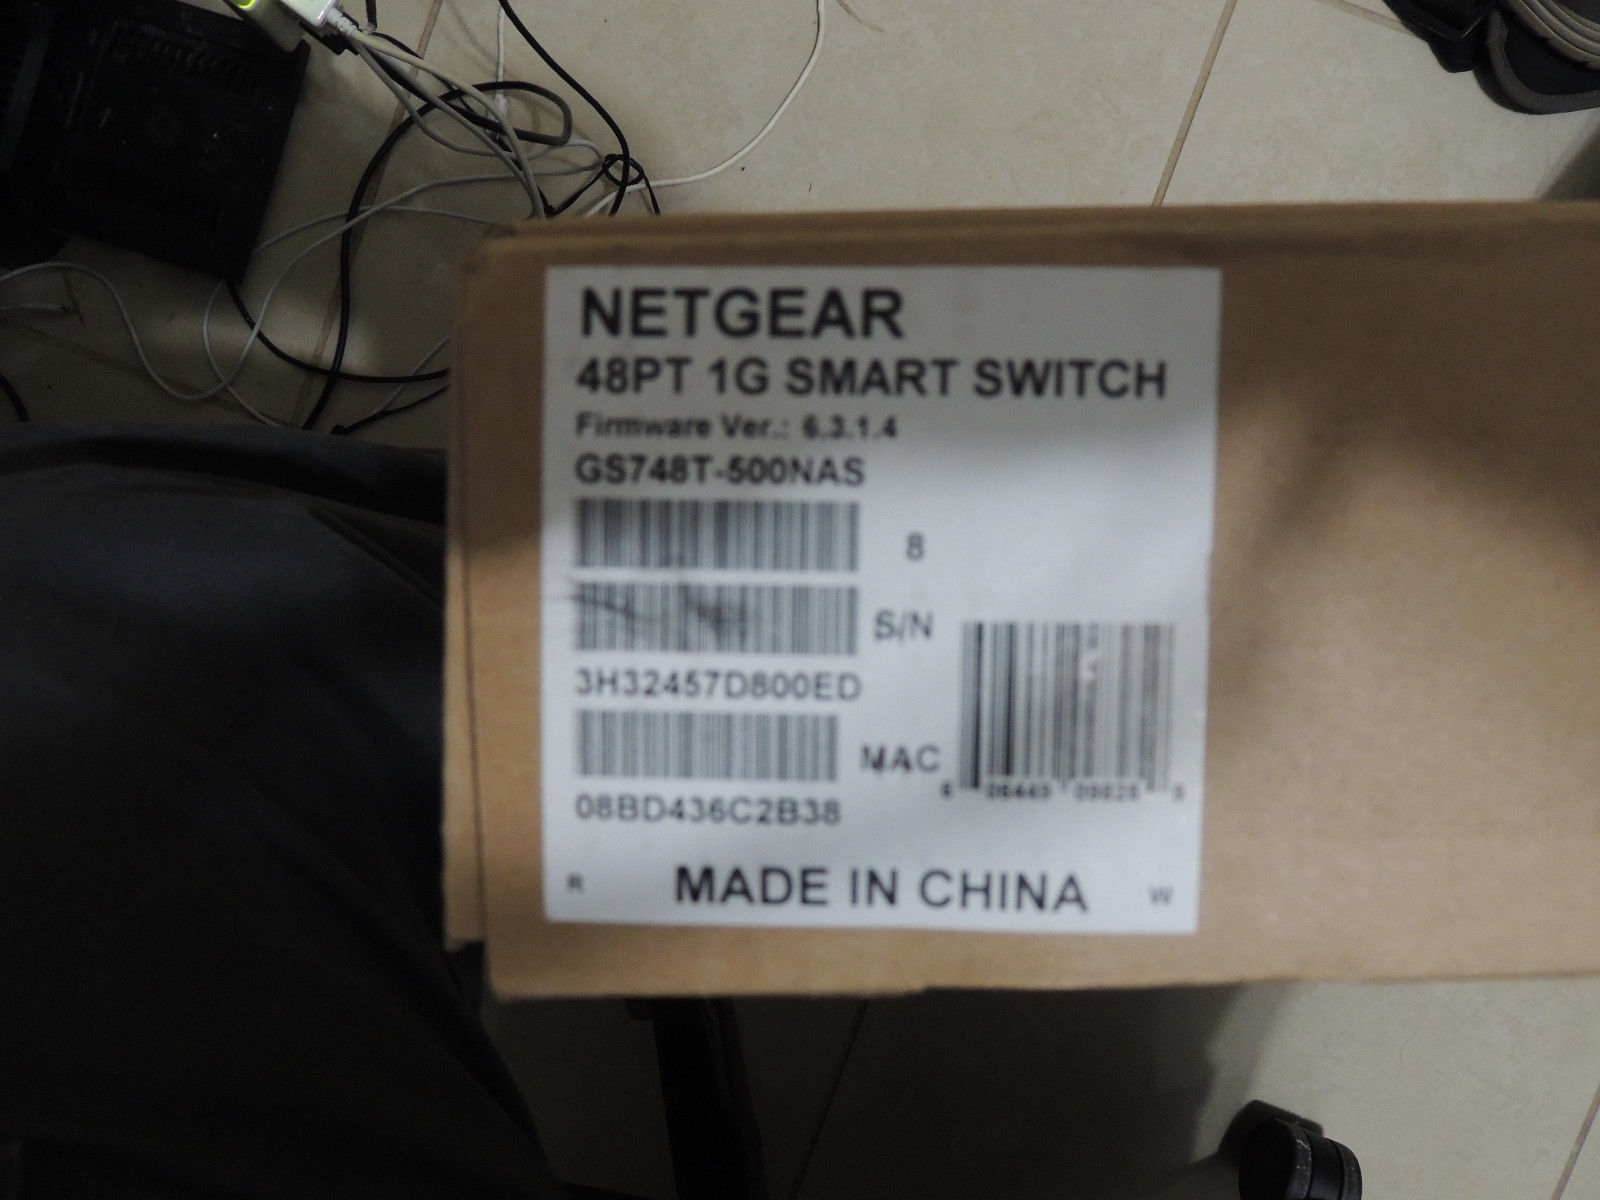 NETGEAR
48PT 1G SMART SWITCH
Firmware Ver.: 6.3.1.4
GS748T-500NAS
8
S/N
3H32457D800ED
MAC
08BD436C2B38
R MADE IN CHINA W